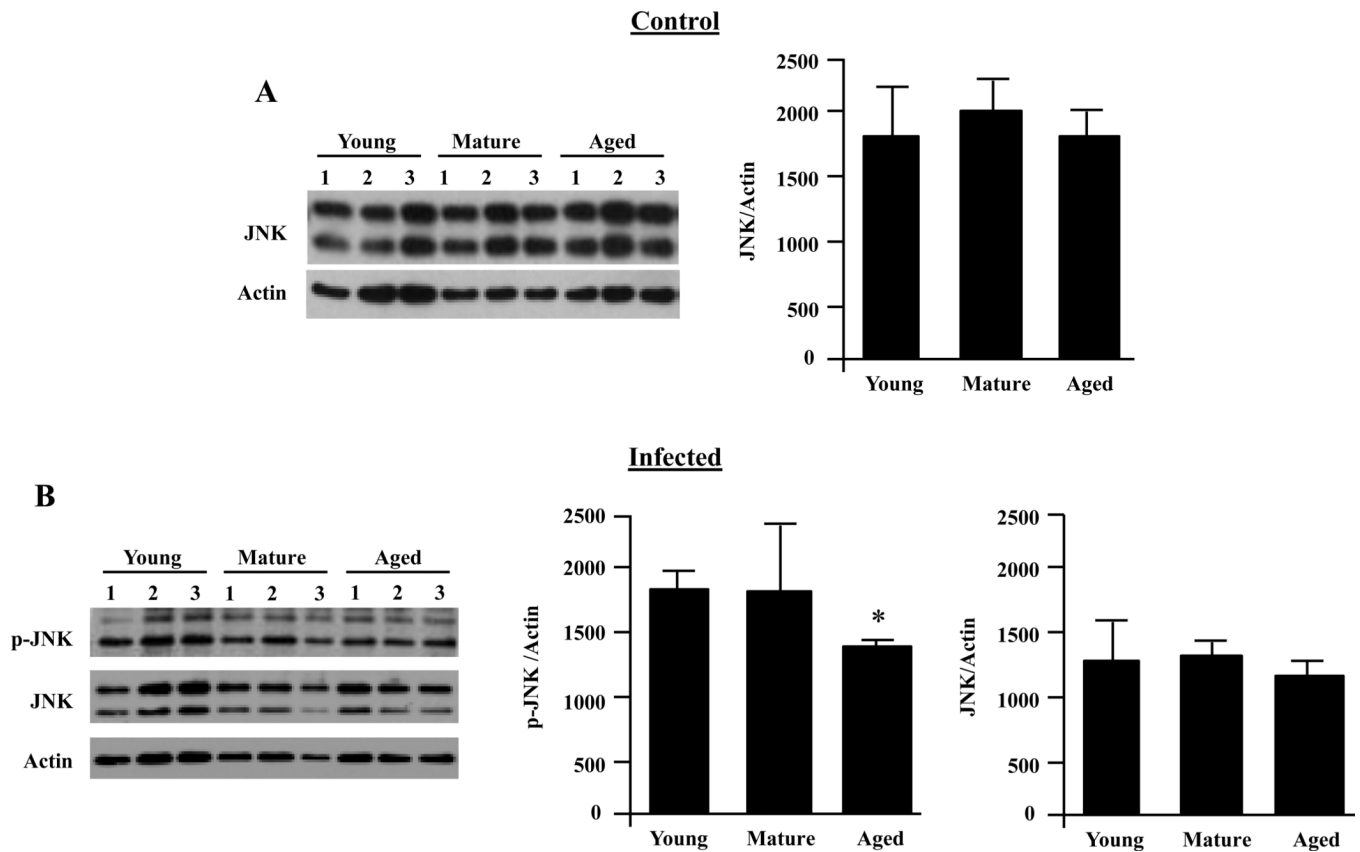 Control
A
Young Mature Aged
1 2 3 1 2 3 1 2 3
JNK
Actin
JNK/Actin
2500
2000
1500
1000
500
0
Young Mature Aged
Infected
B
Young Mature Aged
1 2 3 1 2 3 1 2 3
p-JNK
JNK
Actin
p-JNK /Actin
2500
2000
1500
1000
500
0
*
Young Mature Aged
JNK/Actin
2500
2000
1500
1000
500
0
Young Mature Aged